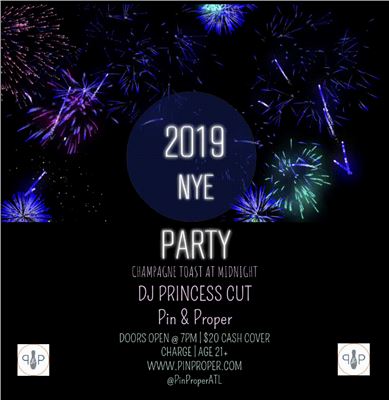 2019
NYE
PARTY
CHAMPAGNE TOAST AT MIDNIGHT
DJ PRINCESS CUT
Pin & Proper
DOORS OPEN @ 7PM | $20 CASH COVER
CHARGE | AGE 21+
WWW.PINPROPER.COM
@PinProperATL